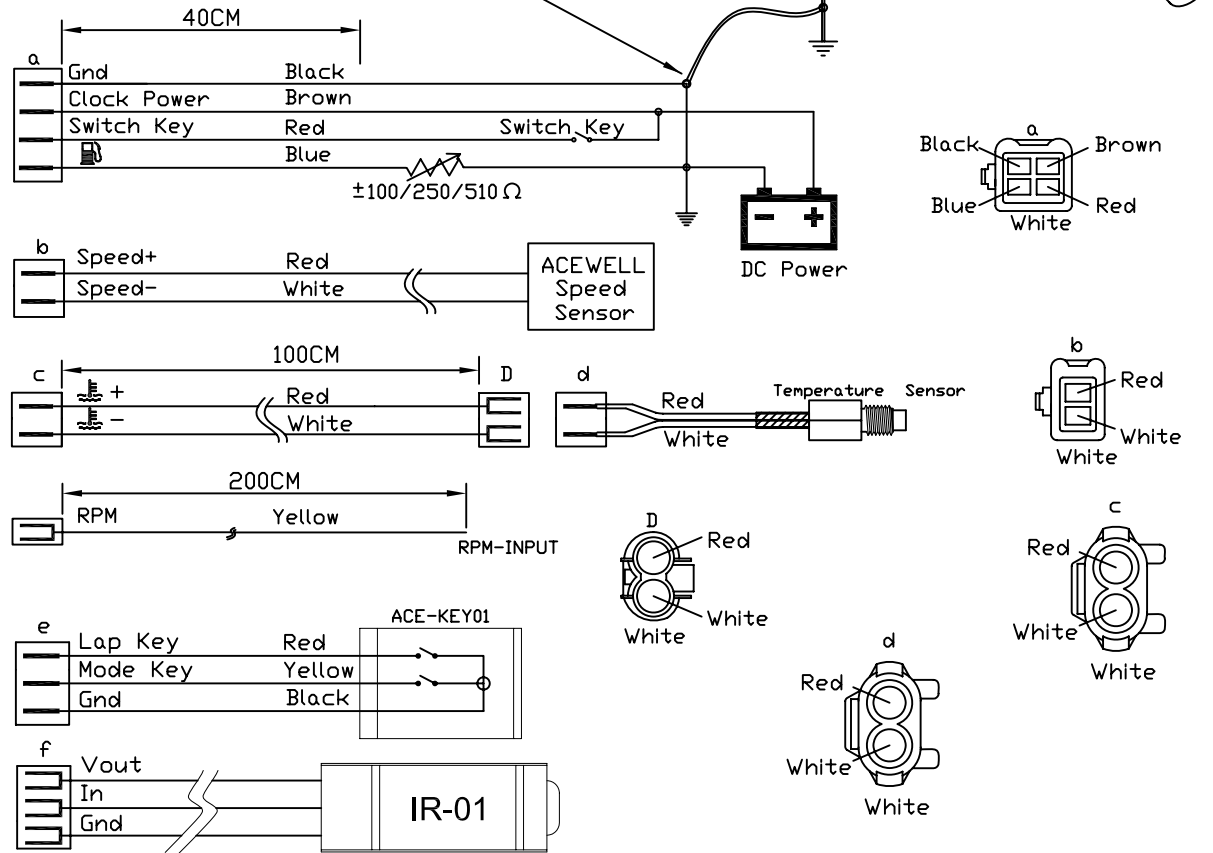 40CM
a
Gnd Black
Clock Power Brown
Switch Key Red Switch Key
Blue
±100/250/510 Ω
DC Power
a
Black Brown
Blue Red
White
b
Speed+ Red
Speed- White
ACEWELL
Speed
Sensor
b
Red
White
White
100CM
c D d
+ Red
- White
Red
White
Temperature Sensor
200CM
RPM Yellow
RPM-INPUT
D
Red
White
White
c
Red
White
White
d
Red
White
White
ACE-KEY01
e
Lap Key Red
Mode Key Yellow
Gnd Black
f
Vout
In
Gnd
IR-01